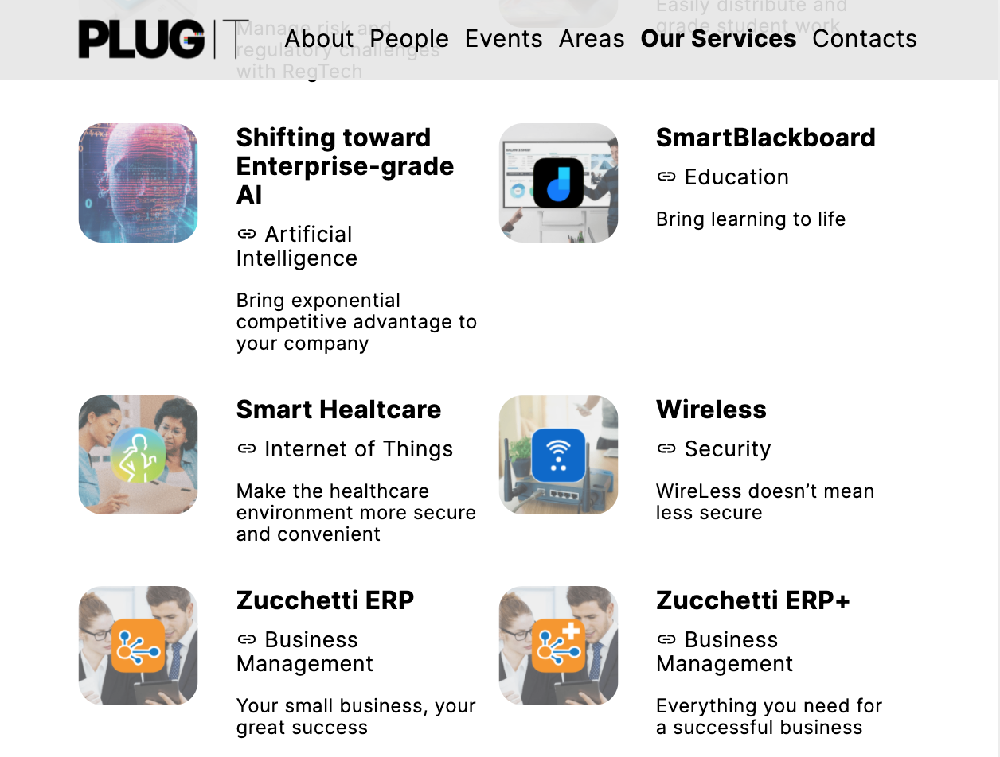 Easily distribute and
grade student work
Manage risk and
regulatory challenges
with RegTech
PLUG IT
About People Events Areas Our Services Contacts
Shifting toward
Enterprise-grade
AI
Artificial
Intelligence
Bring exponential
competitive advantage to
your company
BALANCE SHEET
SmartBlackboard
Education
Bring learning to life
Smart Healtcare
Internet of Things
Make the healthcare
environment more secure
and convenient
Wireless
Security
WireLess doesn’t mean
less secure
Zucchetti ERP
Business
Management
Your small business, your
great success
Zucchetti ERP+
Business
Management
Everything you need for
a successful business